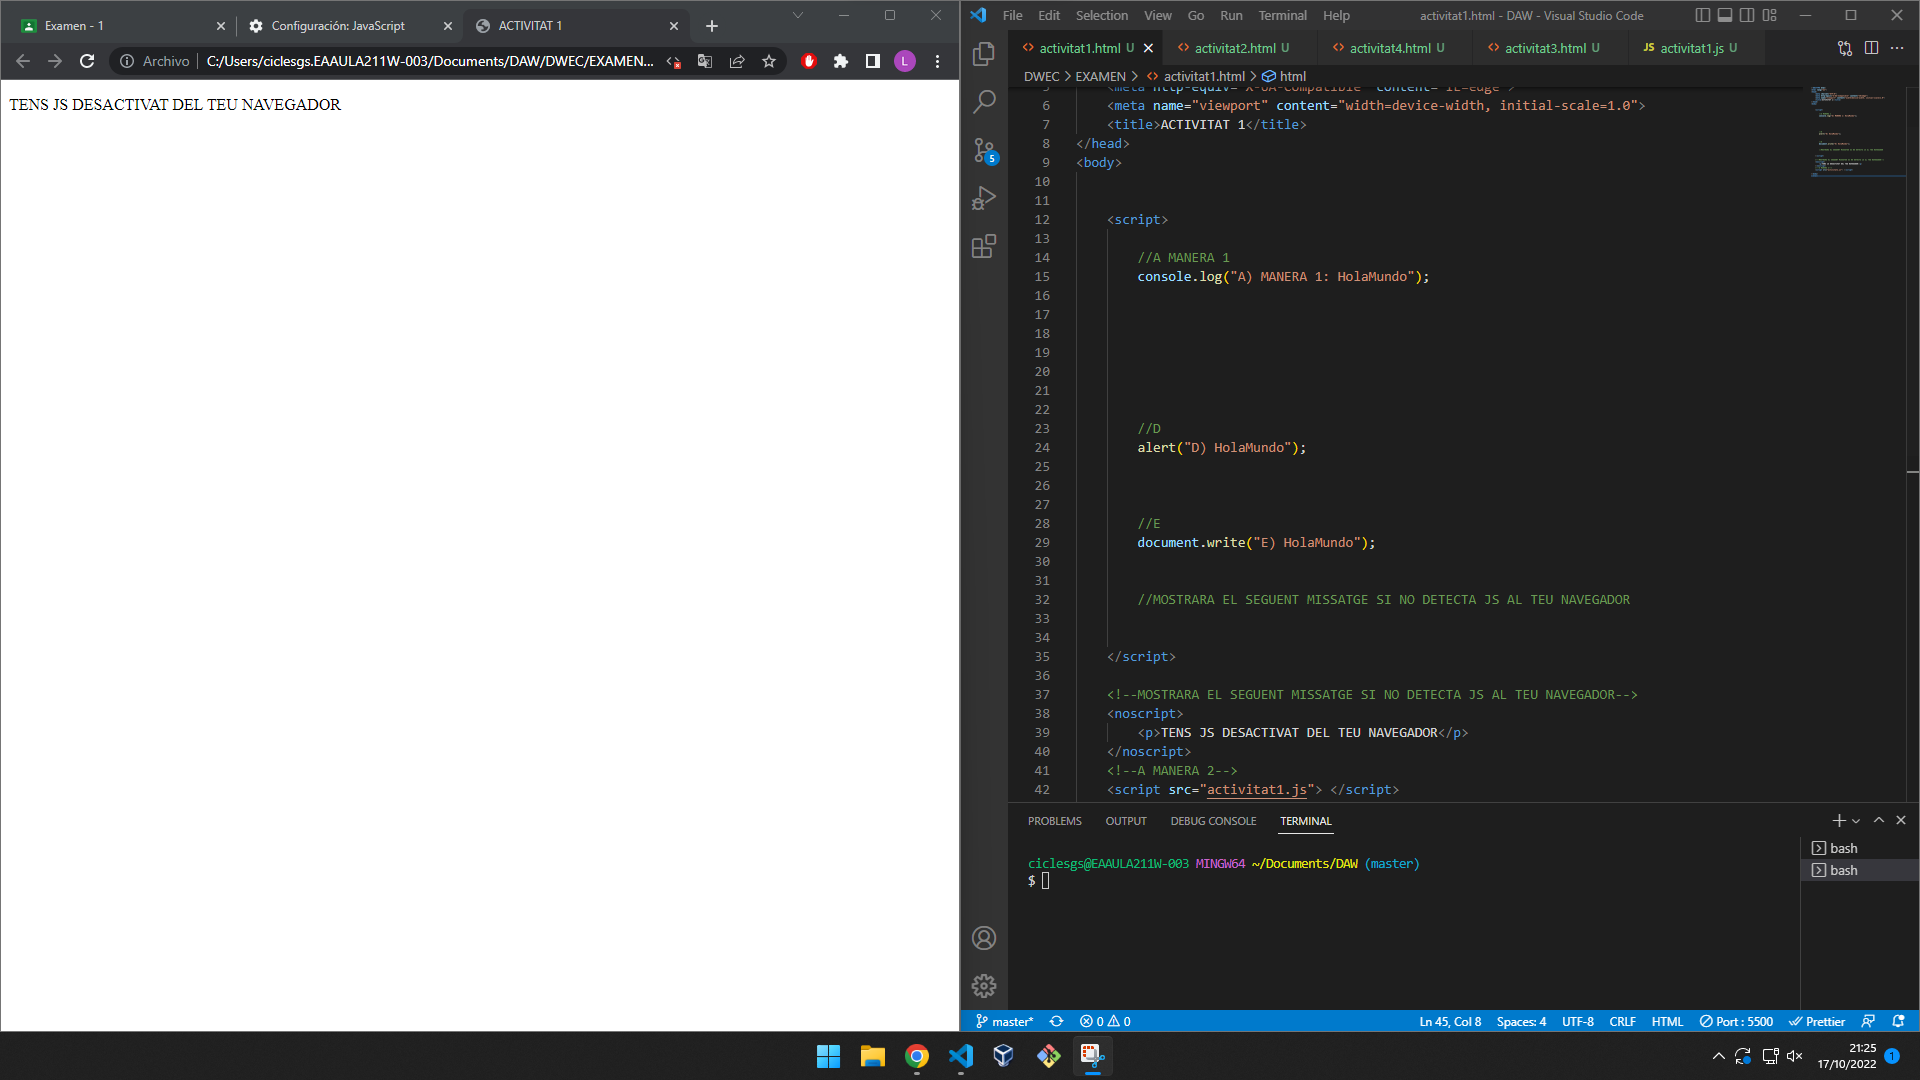 Examen - 1
Configuración: JavaScript
ACTIVITAT 1
Archivo
C:/Users/ciclesgs.EAAULA211W-003/Documents/DAW/DWEC/EXAMEN...
L
TENS JS DESACTIVAT DEL TEU NAVEGADOR
File Edit Selection View Go Run Terminal Help
activitat1.html - DAW - Visual Studio Code
activitat1.html U
activitat2.html U
activitat4.html U
activitat3.html U
JS activitat1.js U
DWEC > EXAMEN > activitat1.html > html
5 <meta http-equiv="X-UA-Compatible" content="IE=edge">
6 <meta name="viewport" content="width=device-width, initial-scale=1.0">
7 <title>ACTIVITAT 1</title>
8 </head>
9 <body>
10
11
12 <script>
13
14 //A MANERA 1
15 console.log("A) MANERA 1: HolaMundo");
16
17
18
19
20
21
22
23 //D
24 alert("D) HolaMundo");
25
26
27
28 //E
29 document.write("E) HolaMundo");
30
31
32 //MOSTRARA EL SEGUENT MISSATGE SI NO DETECTA JS AL TEU NAVEGADOR
33
34
35 </script>
36
37 <!--MOSTRARA EL SEGUENT MISSATGE SI NO DETECTA JS AL TEU NAVEGADOR-->
38 <noscript>
39 <p>TENS JS DESACTIVAT DEL TEU NAVEGADOR</p>
40 </noscript>
41 <!--A MANERA 2-->
42 <script src="activitat1.js"> </script>
5
PROBLEMS OUTPUT DEBUG CONSOLE TERMINAL
ciclesgs@EAAULA211W-003 MINGW64 ~/Documents/DAW (master)
$
bash
bash
master* 0 0
Ln 45, Col 8 Spaces: 4 UTF-8 CRLF HTML Port : 5500 Prettier
21:25
17/10/2022
1